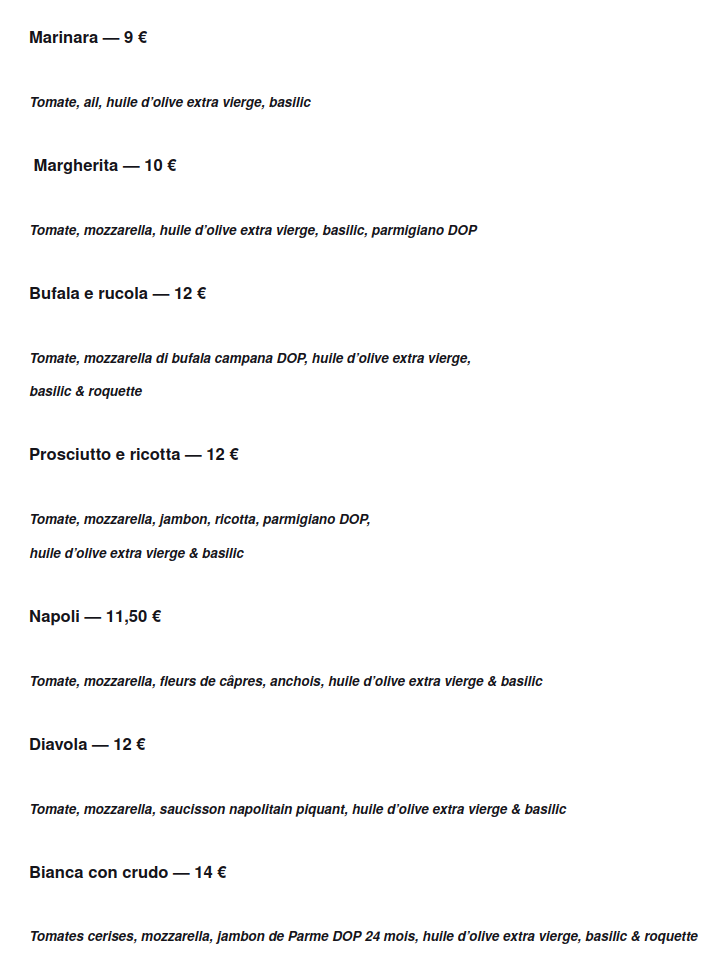 Marinara — 9 €
Tomate, ail, huile d’olive extra vierge, basilic
Margherita — 10 €
Tomate, mozzarella, huile d’olive extra vierge, basilic, parmigiano DOP
Bufala e rucola — 12 €
Tomate, mozzarella di bufala campana DOP, huile d’olive extra vierge,
basilic & roquette
Prosciutto e ricotta — 12 €
Tomate, mozzarella, jambon, ricotta, parmigiano DOP,
huile d’olive extra vierge & basilic
Napoli — 11,50 €
Tomate, mozzarella, fleurs de câpres, anchois, huile d’olive extra vierge & basilic
Diavola — 12 €
Tomate, mozzarella, saucisson napolitain piquant, huile d’olive extra vierge & basilic
Bianca con crudo — 14 €
Tomates cerises, mozzarella, jambon de Parme DOP 24 mois, huile d’olive extra vierge, basilic & roquette